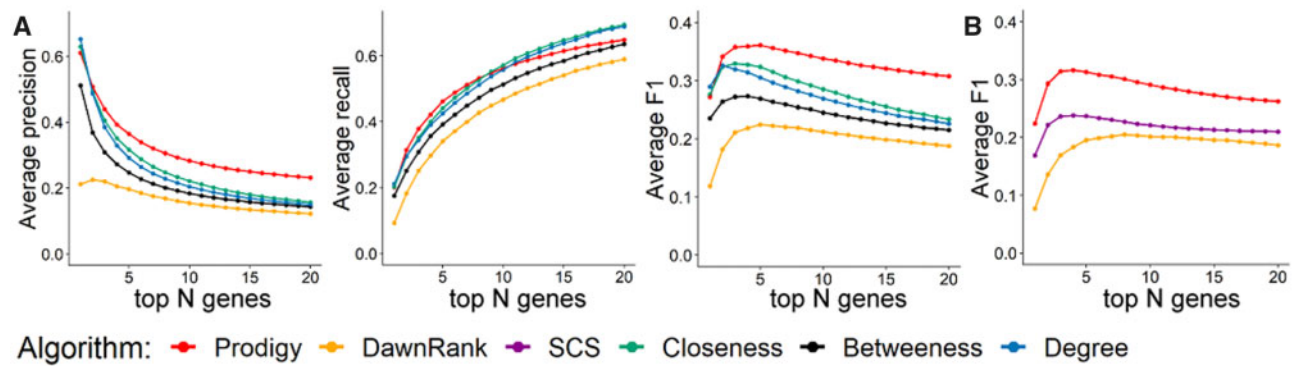 A
Average precision
0.6
0.4
0.2
0.0
5 10 15 20
top N genes
Average recall
0.6
0.4
0.2
0.0
5 10 15 20
top N genes
Average F1
0.4
0.3
0.2
0.1
0.0
5 10 15 20
top N genes
B
Average F1
0.4
0.3
0.2
0.1
0.0
5 10 15 20
top N genes
Algorithm: Prodigy DawnRank SCS Closeness Betweeness Degree